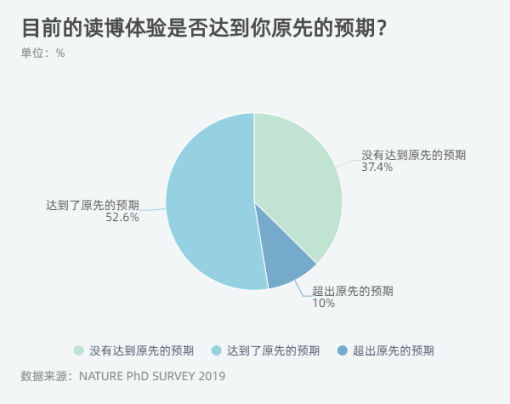 目前的读博体验是否达到你原先的预期？
单位：%
没有达到原先的预期
37.4%
达到了原先的预期
52.6%
超出原先的预期
10%
没有达到原先的预期 达到了原先的预期 超出原先的预期
数据来源：NATURE PhD SURVEY 2019